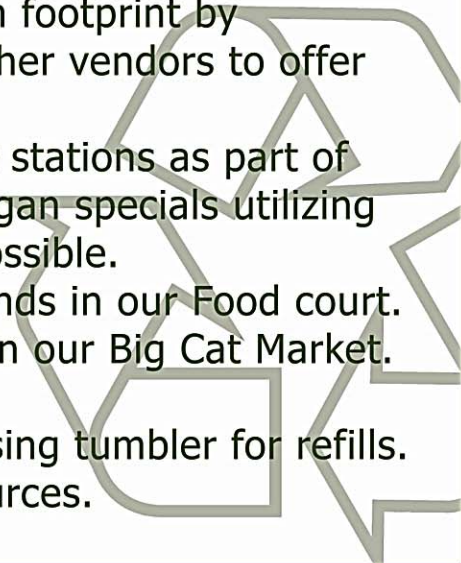 footprint by
her vendors to offer
stations as part of
gan specials utilizing
ossible.
nds in our Food court.
n our Big Cat Market.
sing tumbler for refills.
urces.